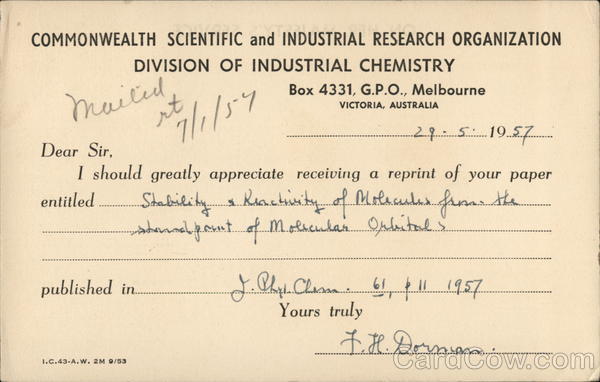 COMMONWEALTH SCIENTIFIC and INDUSTRIAL RESEARCH ORGANIZATION
DIVISION OF INDUSTRIAL CHEMISTRY
Box 4331, G.P.O., Melbourne
VICTORIA, AUSTRALIA
Mailed
rt
7/1/57
29 - 5 - 1957
Dear Sir,
I should greatly appreciate receiving a reprint of your paper
entitled Stability & Reactivity of Molecules from the
standpoint of Molecular Orbitals
published in J. Phys. Chem. 61, p 11 1957
Yours truly
F. H. Dorman.
I.C.43-A.W. 2M 9/53
CardCow.com